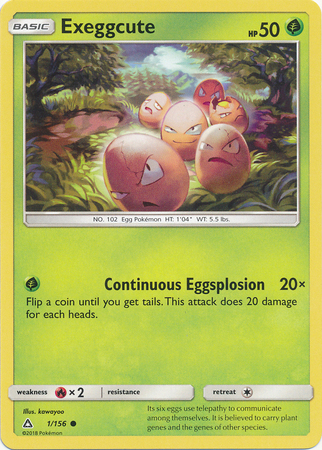 BASIC Exeggcute HP 50
NO. 102 Egg Pokémon HT: 1'04" WT: 5.5 lbs.
Continuous Eggsplosion 20×
Flip a coin until you get tails. This attack does 20 damage
for each heads.
weakness × 2 resistance retreat
Illus. kawayoo
1/156
©2018 Pokémon
Its six eggs use telepathy to communicate
among themselves. It is believed to carry plant
genes and the genes of other species.